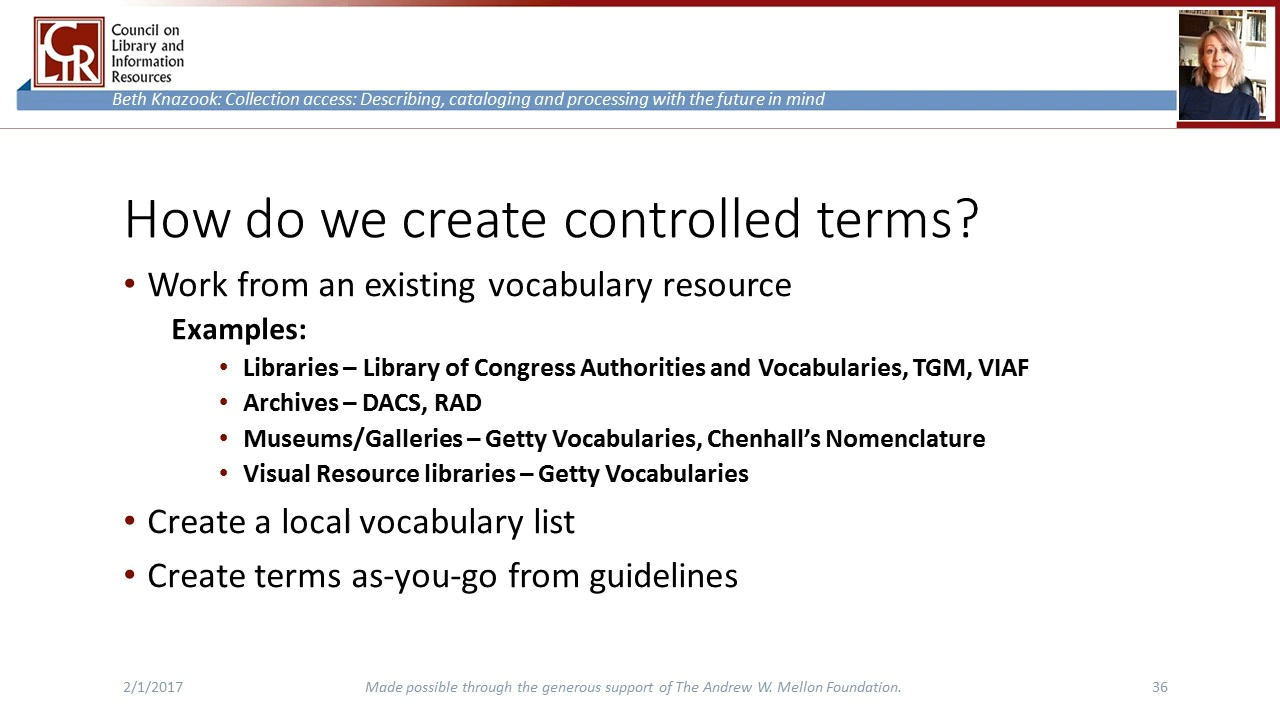 CLIR
Council on
Library and
Information
Resources
Beth Knazook: Collection access: Describing, cataloging and processing with the future in mind
How do we create controlled terms?
• Work from an existing vocabulary resource
Examples:
• Libraries – Library of Congress Authorities and Vocabularies, TGM, VIAF
• Archives – DACS, RAD
• Museums/Galleries – Getty Vocabularies, Chenhall’s Nomenclature
• Visual Resource libraries – Getty Vocabularies
• Create a local vocabulary list
• Create terms as-you-go from guidelines
2/1/2017
Made possible through the generous support of The Andrew W. Mellon Foundation.
36